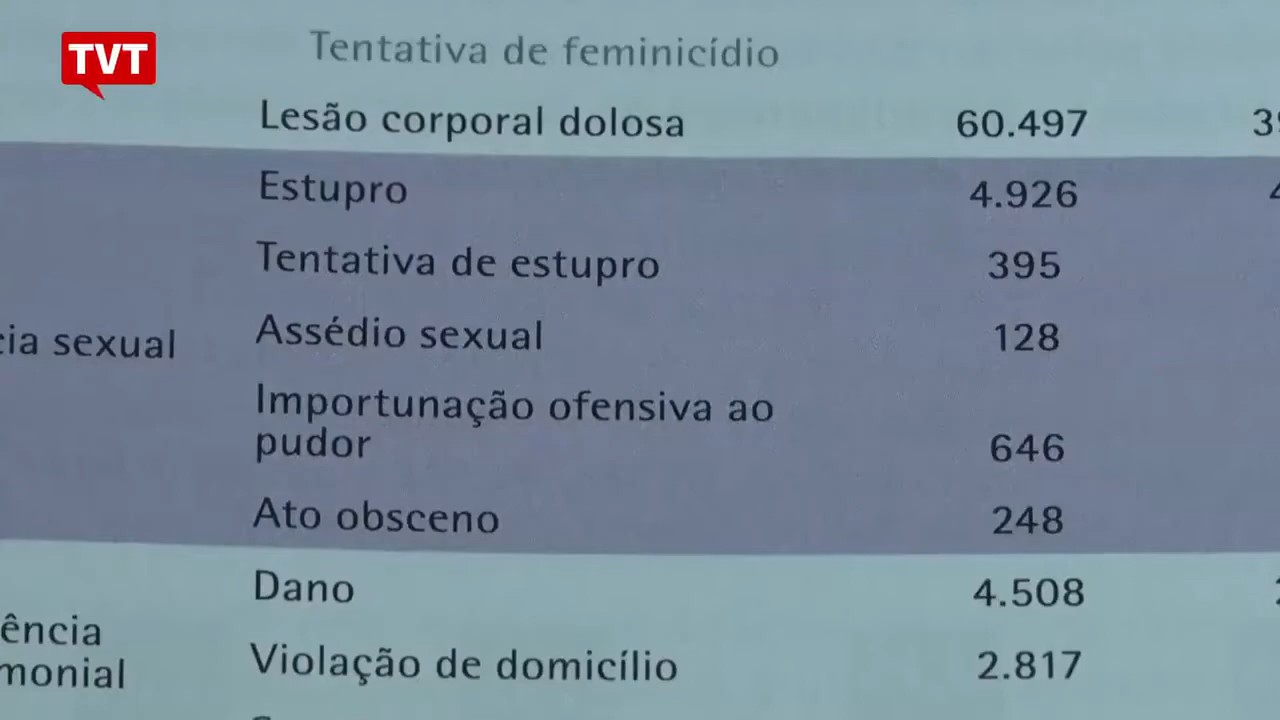 TVT
Tentativa de feminicídio
Lesão corporal dolosa 60.497 39
Estupro 4.926
Tentativa de estupro 395
cia sexual Assédio sexual 128
Importunação ofensiva ao
pudor 646
Ato obsceno 248
Dano 4.508
ência
monial Violação de domicílio 2.817